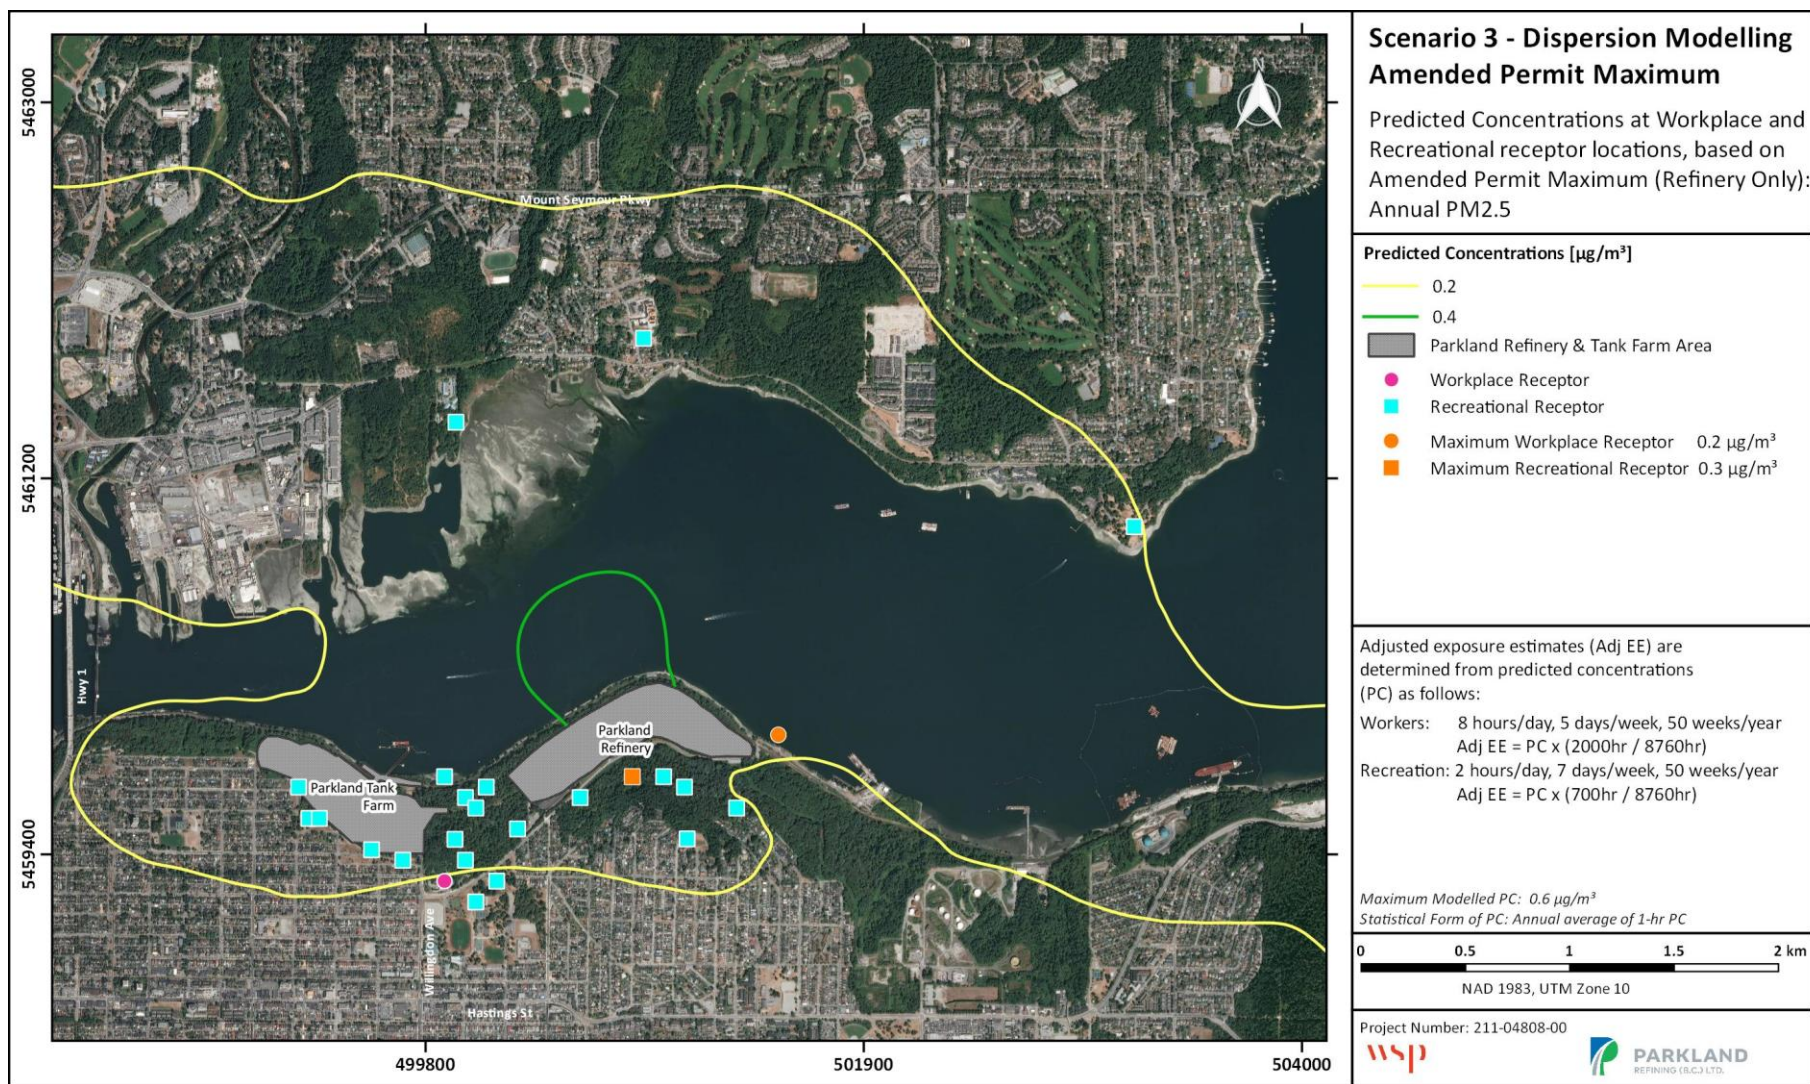 Scenario 3 - Dispersion Modelling
Amended Permit Maximum
Predicted Concentrations at Workplace and
Recreational receptor locations, based on
Amended Permit Maximum (Refinery Only):
Annual PM2.5
Predicted Concentrations [µg/m³]
0.2
0.4
Parkland Refinery & Tank Farm Area
Workplace Receptor
Recreational Receptor
Maximum Workplace Receptor 0.2 µg/m³
Maximum Recreational Receptor 0.3 µg/m³
Adjusted exposure estimates (Adj EE) are
determined from predicted concentrations
(PC) as follows:
Workers: 8 hours/day, 5 days/week, 50 weeks/year
Adj EE = PC x (2000hr / 8760hr)
Recreation: 2 hours/day, 7 days/week, 50 weeks/year
Adj EE = PC x (700hr / 8760hr)
Maximum Modelled PC: 0.6 µg/m³
Statistical Form of PC: Annual average of 1-hr PC
0 0.5 1 1.5 2 km
NAD 1983, UTM Zone 10
Project Number: 211-04808-00
wsp
PARKLAND
REFINING (B.C.) LTD.
N
Mount Seymour Pkwy
Hwy 1
Parkland
Refinery
Parkland Tank
Farm
Willingdon Ave
Hastings St
5463000
5461200
5459400
499800
501900
504000